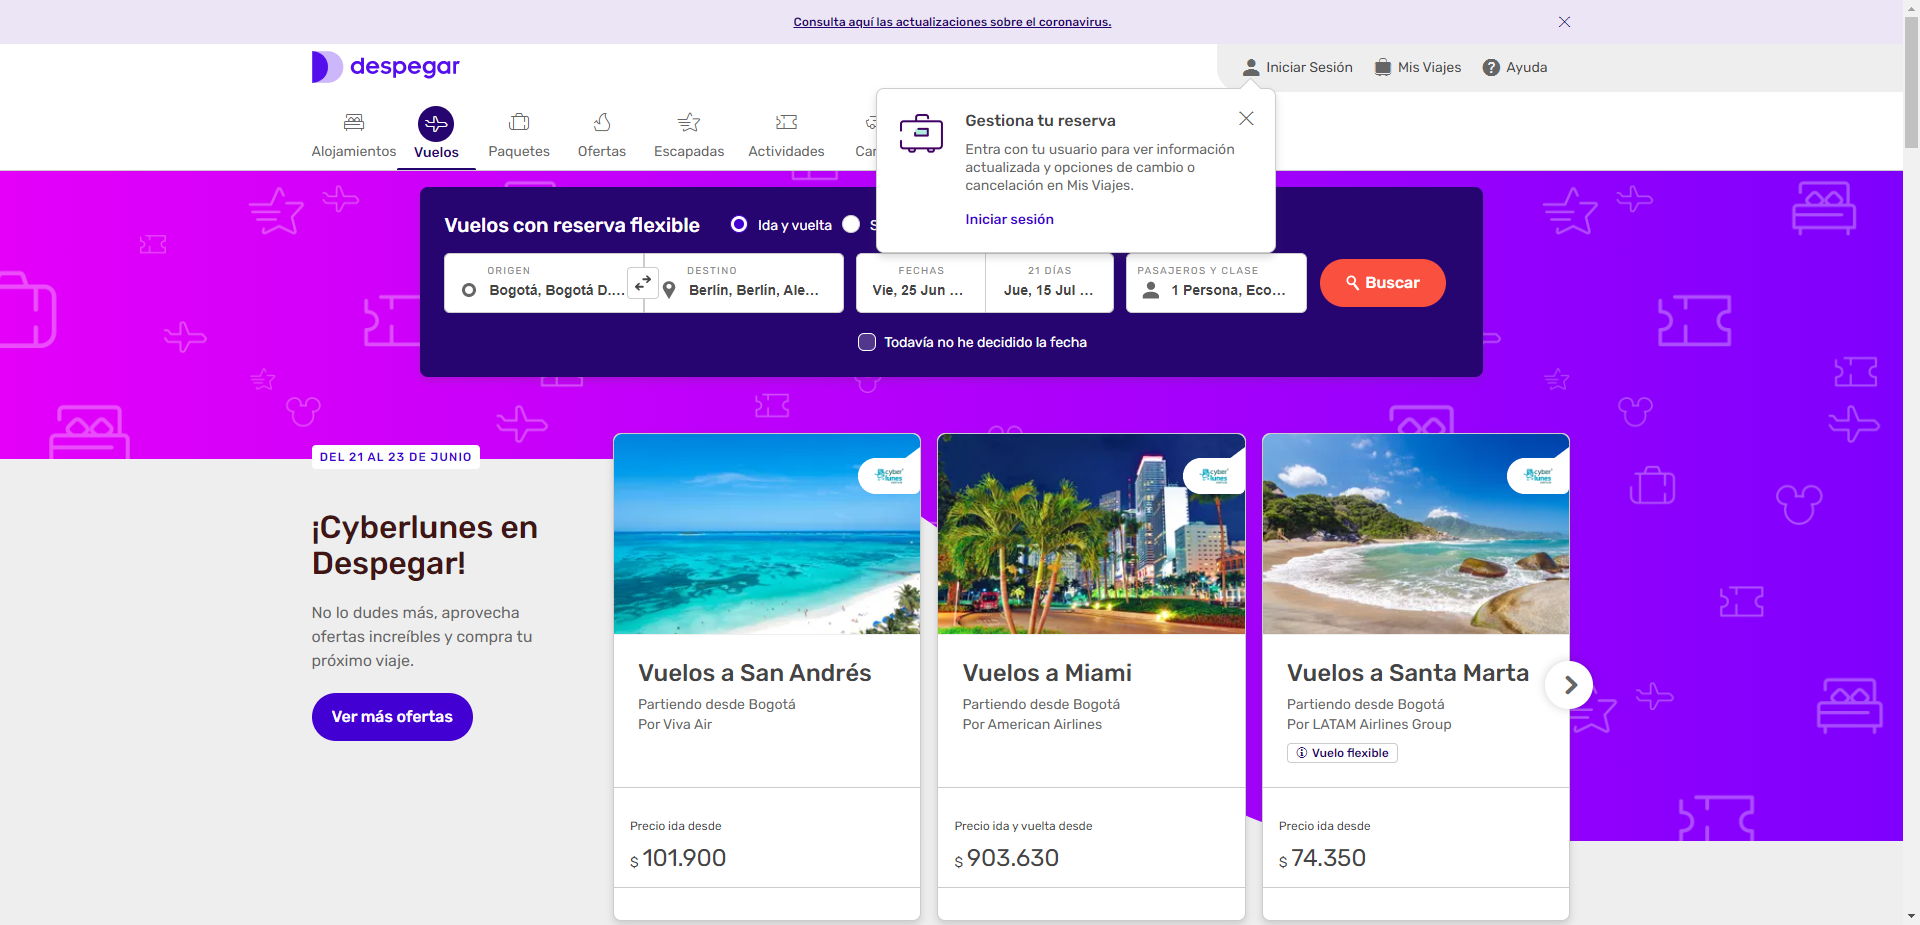 Consulta aquí las actualizaciones sobre el coronavirus.
despegar
Iniciar Sesión
Mis Viajes
Ayuda
Alojamientos
Vuelos
Paquetes
Ofertas
Escapadas
Actividades
Gestiona tu reserva
Entra con tu usuario para ver información
actualizada y opciones de cambio o
cancelación en Mis Viajes.
Iniciar sesión
Vuelos con reserva flexible
Ida y vuelta
ORIGEN
Bogotá, Bogotá D....
DESTINO
Berlín, Berlín, Ale...
FECHAS
Vie, 25 Jun ...
21 DÍAS
Jue, 15 Jul ...
PASAJEROS Y CLASE
1 Persona, Eco...
Buscar
Todavía no he decidido la fecha
DEL 21 AL 23 DE JUNIO
¡Cyberlunes en
Despegar!
No lo dudes más, aprovecha
ofertas increíbles y compra tu
próximo viaje.
Ver más ofertas
cyber
lunes
Vuelos a San Andrés
Partiendo desde Bogotá
Por Viva Air
Precio ida desde
$ 101.900
cyber
lunes
Vuelos a Miami
Partiendo desde Bogotá
Por American Airlines
Precio ida y vuelta desde
$ 903.630
cyber
lunes
Vuelos a Santa Marta
Partiendo desde Bogotá
Por LATAM Airlines Group
Vuelo flexible
Precio ida desde
$ 74.350